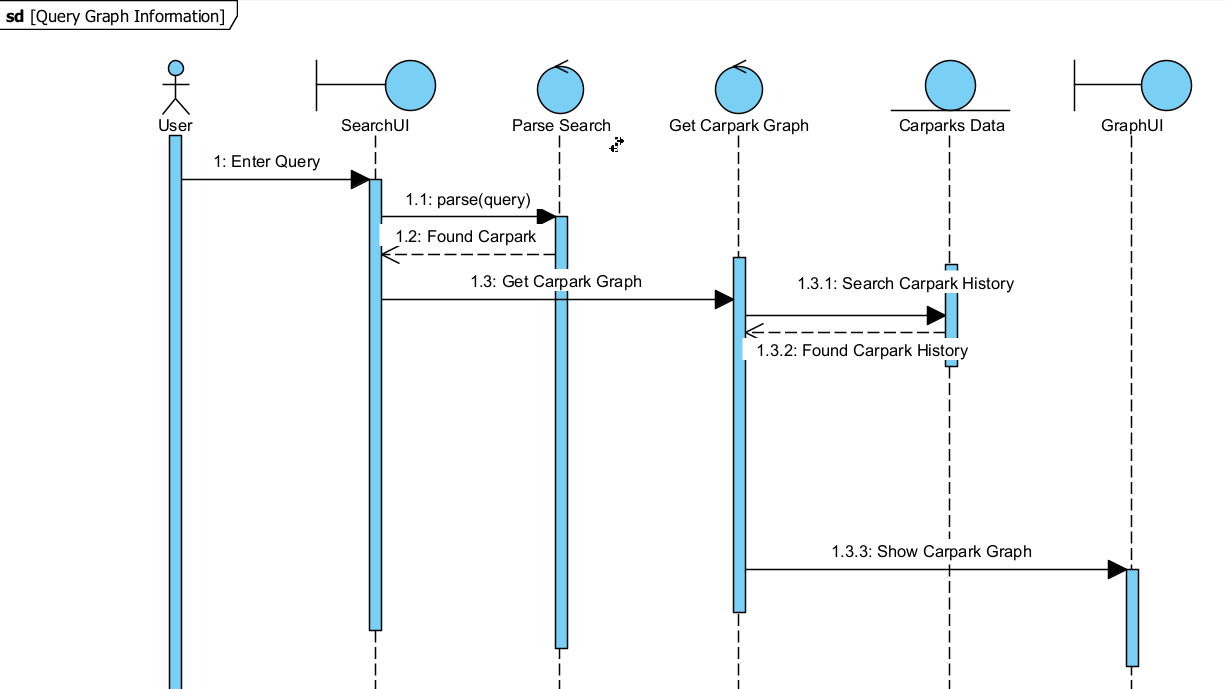 sd [Query Graph Information]
User
SearchUI
Parse Search
Get Carpark Graph
Carparks Data
GraphUI
1: Enter Query
1.1: parse(query)
1.2: Found Carpark
1.3: Get Carpark Graph
1.3.1: Search Carpark History
1.3.2: Found Carpark History
1.3.3: Show Carpark Graph